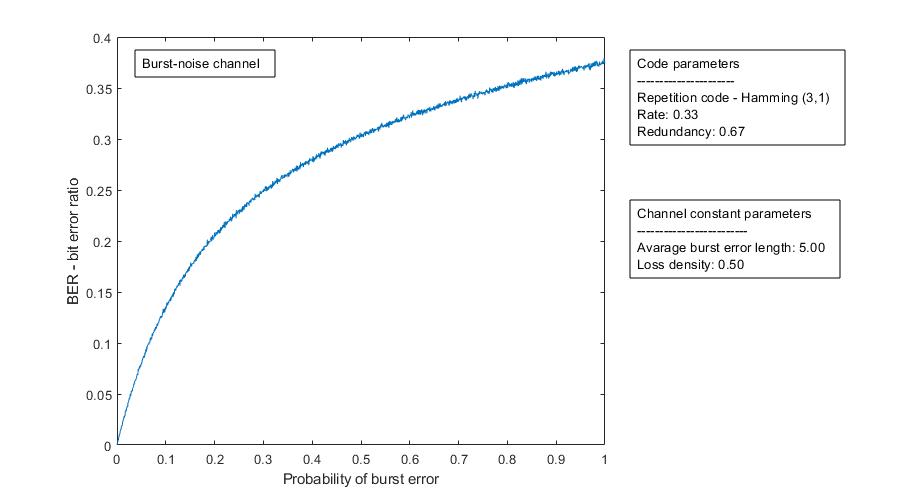 Burst-noise channel
0.4
0.35
0.3
0.25
0.2
0.15
0.1
0.05
0
BER - bit error ratio
0 0.1 0.2 0.3 0.4 0.5 0.6 0.7 0.8 0.9 1
Probability of burst error
Code parameters
-----------------------
Repetition code - Hamming (3,1)
Rate: 0.33
Redundancy: 0.67
Channel constant parameters
--------------------------
Avarage burst error length: 5.00
Loss density: 0.50